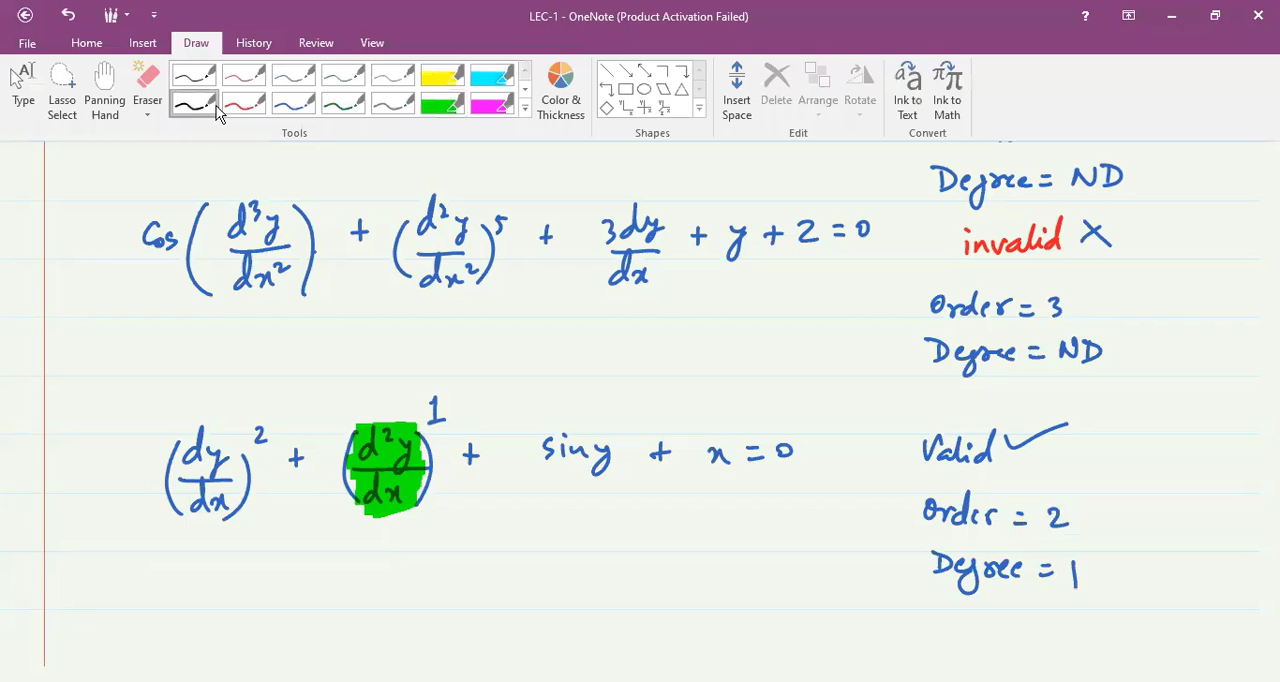 LEC-1 - OneNote (Product Activation Failed)
File Home Insert Draw History Review View
Type Lasso Select Panning Hand Eraser Color & Thickness Insert Space Delete Arrange Rotate Ink to Text Ink to Math
Tools Shapes Edit Convert
Degree = ND
cos(d³y/dx²) + (d²y/dx²)⁵ + 3dy/dx + y + 2 = 0
invalid X
Order = 3
Degree = ND
(dy/dx)² + (d²y/dx)¹ + siny + x = 0
Valid ✓
Order = 2
Degree = 1